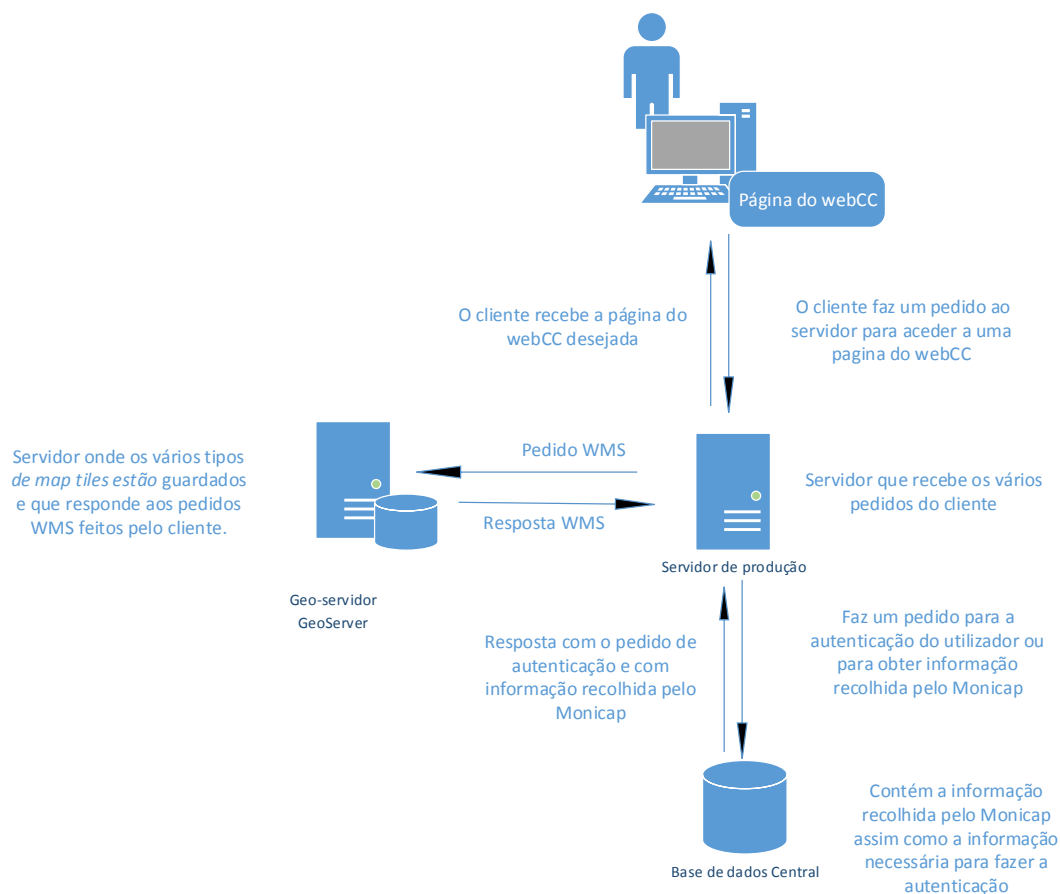 Página do webCC
O cliente recebe a página do
webCC desejada
O cliente faz um pedido ao
servidor para aceder a uma
pagina do webCC
Servidor onde os vários tipos
de map tiles estão guardados
e que responde aos pedidos
WMS feitos pelo cliente.
Pedido WMS
Resposta WMS
Servidor que recebe os vários
pedidos do cliente
Servidor de produção
Geo-servidor
GeoServer
Resposta com o pedido de
autenticação e com
informação recolhida pelo
Monicap
Faz um pedido para a
autenticação do utilizador ou
para obter informação
recolhida pelo Monicap
Contém a informação
recolhida pelo Monicap
assim como a informação
necessária para fazer a
autenticação
Base de dados Central